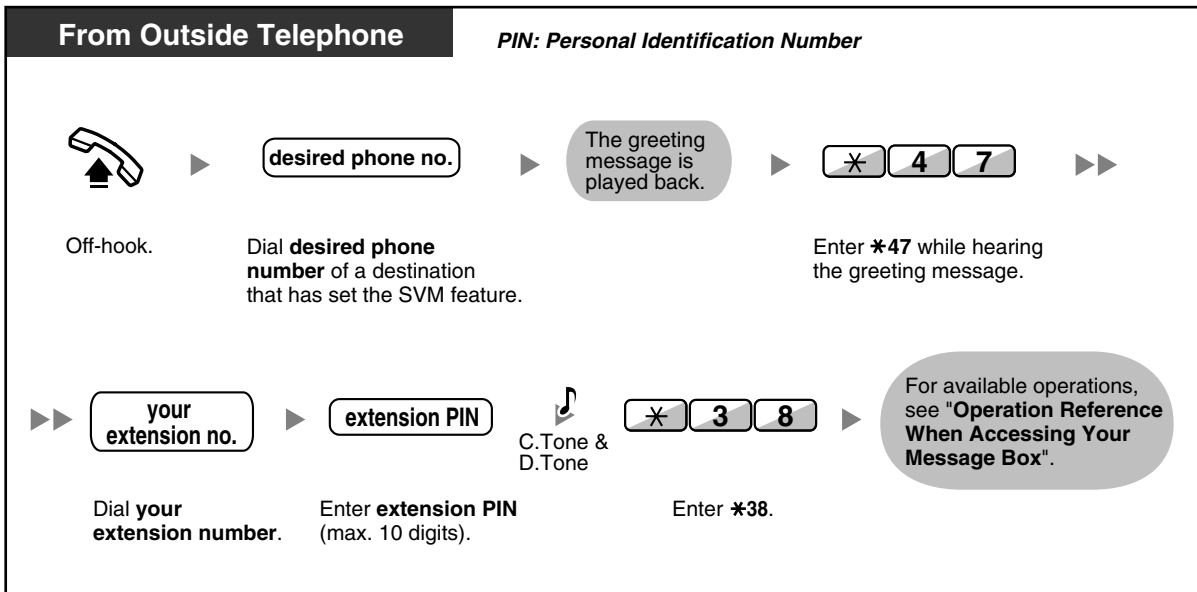 From Outside Telephone
PIN: Personal Identification Number
desired phone no.
The greeting
message is
played back.
* 4 7
Off-hook.
Dial desired phone
number of a destination
that has set the SVM feature.
Enter *47 while hearing
the greeting message.
your
extension no.
extension PIN
C.Tone &
D.Tone
* 3 8
For available operations,
see "Operation Reference
When Accessing Your
Message Box".
Dial your
extension number.
Enter extension PIN
(max. 10 digits).
Enter *38.